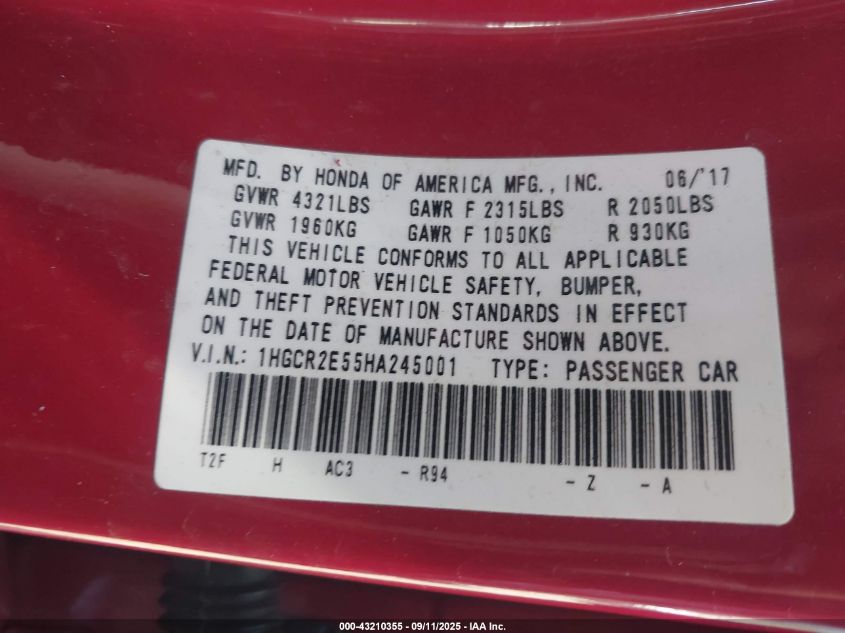 MFD. BY HONDA OF AMERICA MFG., INC. 06/'17
GVWR 4321LBS GAWR F 2315LBS R 2050LBS
GVWR 1960KG GAWR F 1050KG R 930KG
THIS VEHICLE CONFORMS TO ALL APPLICABLE
FEDERAL MOTOR VEHICLE SAFETY, BUMPER,
AND THEFT PREVENTION STANDARDS IN EFFECT
ON THE DATE OF MANUFACTURE SHOWN ABOVE.
V.I.N.: 1HGCR2E55HA245001 TYPE: PASSENGER CAR
T2F H AC3 - R94 - Z - A
000-43210355 - 09/11/2025 - IAA Inc.